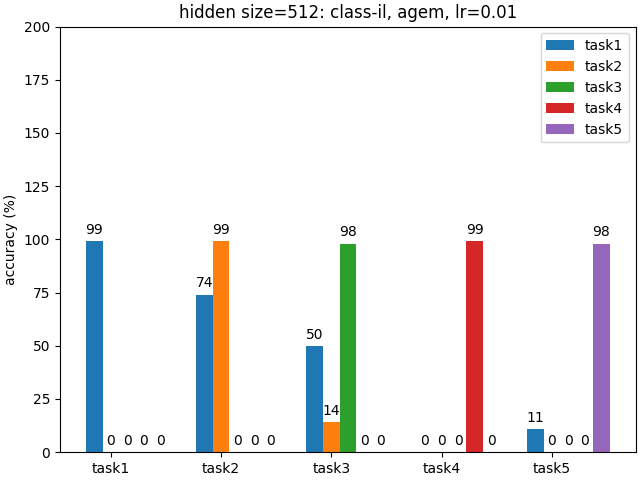 hidden size=512: class-il, agem, lr=0.01
200
175
150
125
100
75
50
25
0
accuracy (%)
task1
task2
task3
task4
task5
99 0 0 0 0
74 99 0 0 0
50 14 98 0 0
0 0 0 99 0
11 0 0 0 98
task1 task2 task3 task4 task5